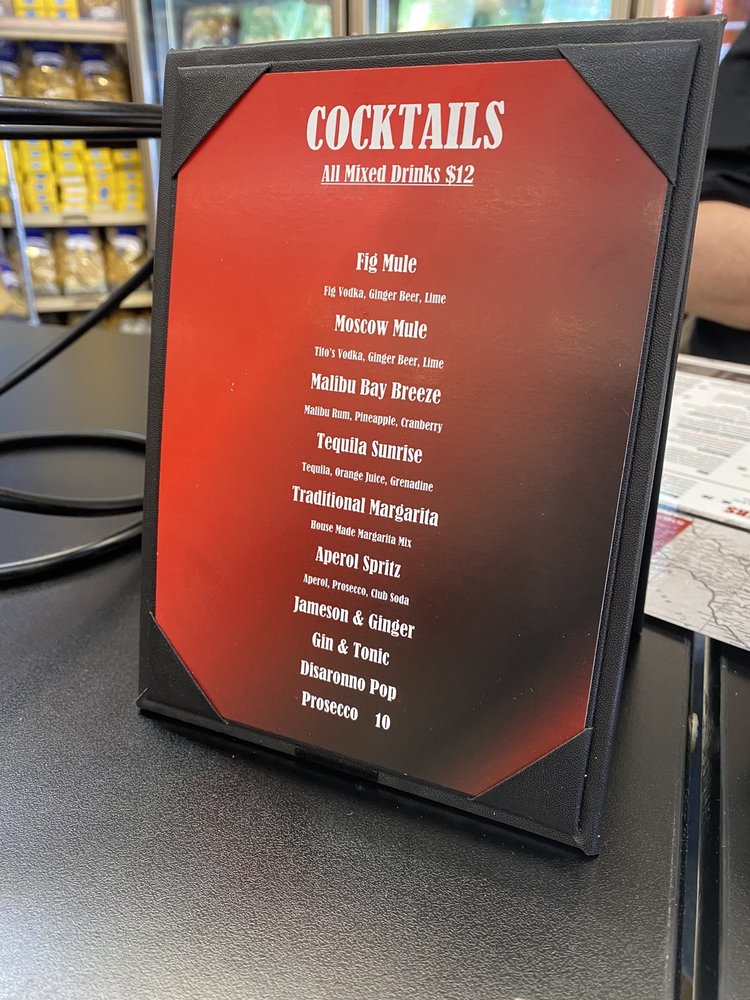 COCKTAILS
All Mixed Drinks $12
Fig Mule
Fig Vodka, Ginger Beer, Lime
Moscow Mule
Tito's Vodka, Ginger Beer, Lime
Malibu Bay Breeze
Malibu Rum, Pineapple, Cranberry
Tequila Sunrise
Tequila, Orange Juice, Grenadine
Traditional Margarita
House Made Margarita Mix
Aperol Spritz
Aperol, Prosecco, Club Soda
Jameson & Ginger
Gin & Tonic
Disaronno Pop
Prosecco 10